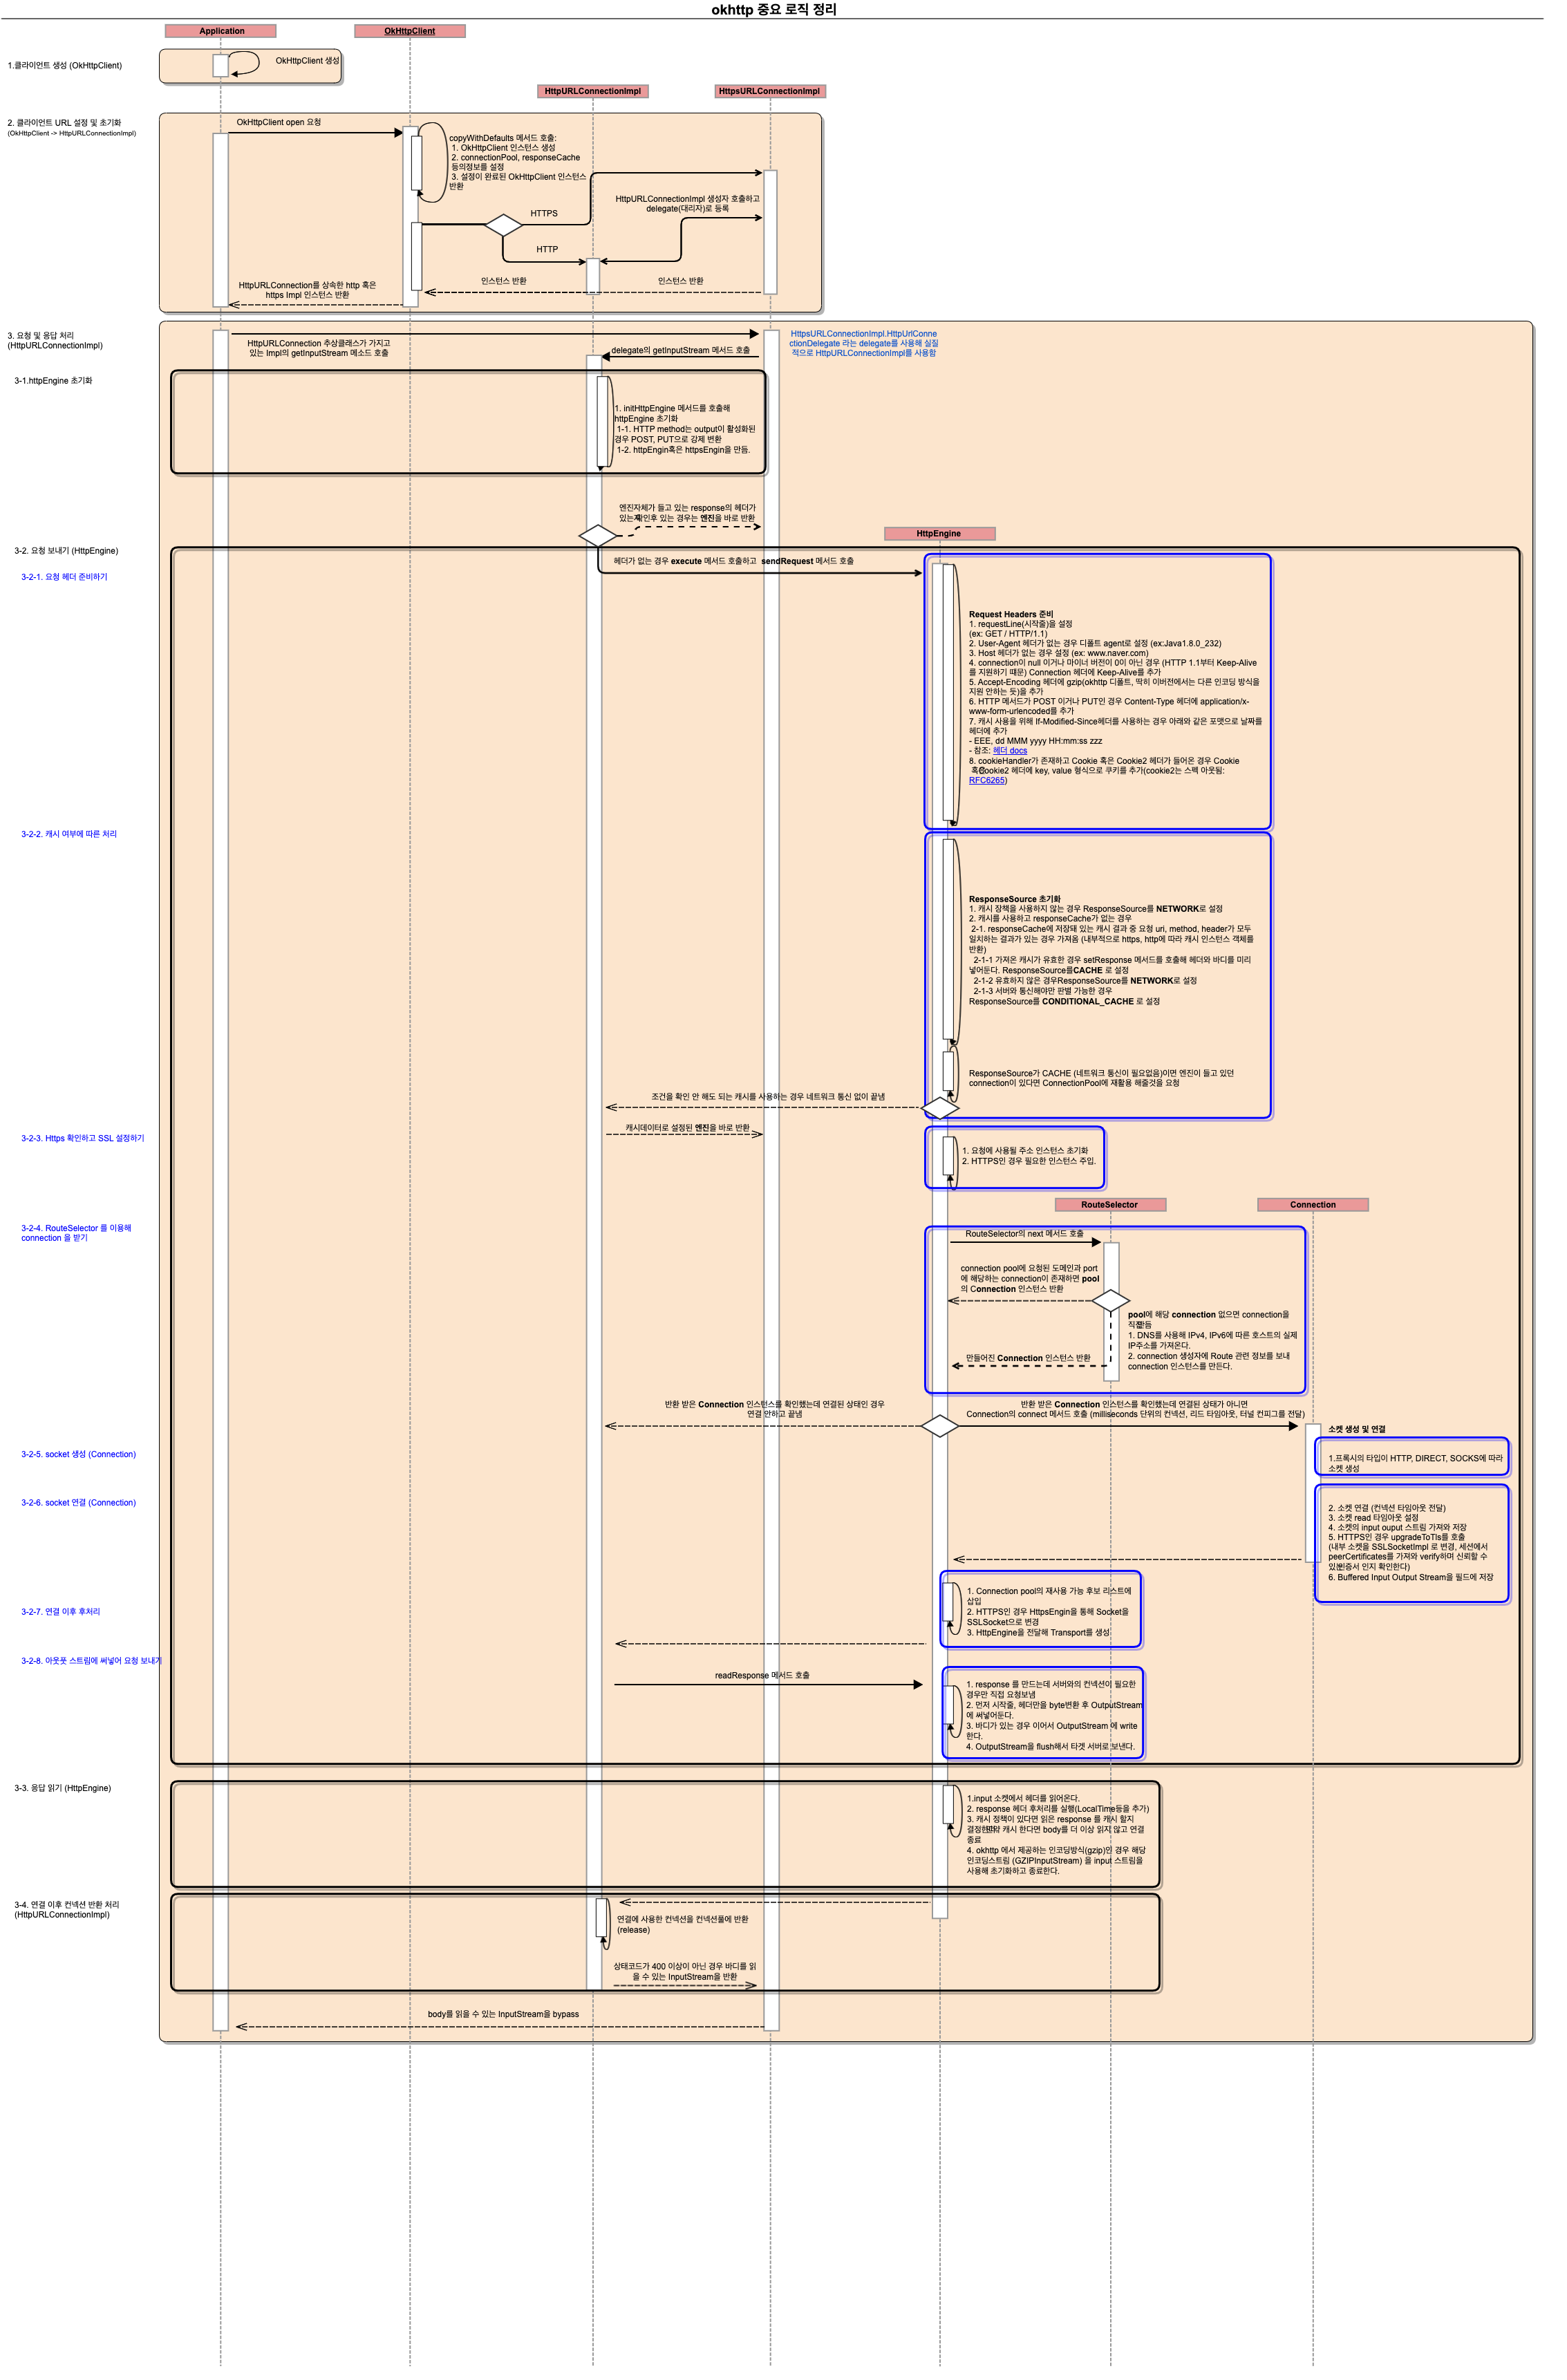 okhttp 중요 로직 정리
Application
OkHttpClient
1.클라이언트 생성 (OkHttpClient)
OkHttpClient 생성
HttpURLConnectionImpl
HttpsURLConnectionImpl
2. 클라이언트 URL 설정 및 초기화
(OkHttpClient -> HttpURLConnectionImpl)
OkHttpClient open 요청
copyWithDefaults 메서드 호출:
1. OkHttpClient 인스턴스 생성
2. connectionPool, responseCache
등의정보를 설정
3. 설정이 완료된 OkHttpClient 인스턴스
반환
HttpURLConnectionImpl 생성자 호출하고
delegate(대리자)로 등록
HTTPS
HTTP
인스턴스 반환
인스턴스 반환
HttpURLConnection를 상속한 http 혹은
https Impl 인스턴스 반환
3. 요청 및 응답 처리
(HttpURLConnectionImpl)
HttpURLConnection 추상클래스가 가지고
있는 Impl의 getInputStream 메소드 호출
delegate의 getInputStream 메서드 호출
HttpsURLConnectionImpl.HttpUrlConne
ctionDelegate 라는 delegate를 사용해 실질
적으로 HttpURLConnectionImpl를 사용함
3-1.httpEngine 초기화
1. initHttpEngine 메서드를 호출해
httpEngine 초기화
1-1. HTTP method는 output이 활성화된
경우 POST, PUT으로 강제 변환
1-2. httpEngin혹은 httpsEngin을 만듬.
엔진자체가 들고 있는 response의 헤더가
있는지 확인후 있는 경우는 엔진을 바로 반환
HttpEngine
3-2. 요청 보내기 (HttpEngine)
헤더가 없는 경우 execute 메서드 호출하고 sendRequest 메서드 호출
3-2-1. 요청 헤더 준비하기
Request Headers 준비
1. requestLine(시작줄)을 설정
(ex: GET / HTTP/1.1)
2. User-Agent 헤더가 없는 경우 디폴트 agent로 설정 (ex:Java1.8.0_232)
3. Host 헤더가 없는 경우 설정 (ex: www.naver.com)
4. connection이 null 이거나 마이너 버전이 0이 아닌 경우 (HTTP 1.1부터 Keep-Alive
를 지원하기 때문) Connection 헤더에 Keep-Alive를 추가
5. Accept-Encoding 헤더에 gzip(okhttp 디폴트, 딱히 이버전에서는 다른 인코딩 방식을
지원 안하는 듯)을 추가
6. HTTP 메서드가 POST 이거나 PUT인 경우 Content-Type 헤더에 application/x-
www-form-urlencoded를 추가
7. 캐시 사용을 위해 If-Modified-Since헤더를 사용하는 경우 아래와 같은 포맷으로 날짜를
헤더에 추가
- EEE, dd MMM yyyy HH:mm:ss zzz
- 참조: 헤더 docs
8. cookieHandler가 존재하고 Cookie 혹은 Cookie2 헤더가 들어온 경우 Cookie
혹은 Cookie2 헤더에 key, value 형식으로 쿠키를 추가(cookie2는 스펙 아웃됨:
RFC6265)
3-2-2. 캐시 여부에 따른 처리
ResponseSource 초기화
1. 캐시 장책을 사용하지 않는 경우 ResponseSource를 NETWORK로 설정
2. 캐시를 사용하고 responseCache가 없는 경우
2-1. responseCache에 저장돼 있는 캐시 결과 중 요청 uri, method, header가 모두
일치하는 결과가 있는 경우 가져옴 (내부적으로 https, http에 따라 캐시 인스턴스 객체를
반환)
2-1-1 가져온 캐시가 유효한 경우 setResponse 메서드를 호출해 헤더와 바디를 미리
넣어둔다. ResponseSource를CACHE 로 설정
2-1-2 유효하지 않은 경우ResponseSource를 NETWORK로 설정
2-1-3 서버와 통신해야만 판별 가능한 경우
ResponseSource를 CONDITIONAL_CACHE 로 설정
ResponseSource가 CACHE (네트워크 통신이 필요없음)이면 엔진이 들고 있던
connection이 있다면 ConnectionPool에 재활용 해줄것을 요청
조건을 확인 안 해도 되는 캐시를 사용하는 경우 네트워크 통신 없이 끝냄
캐시데이터로 설정된 엔진을 바로 반환
3-2-3. Https 확인하고 SSL 설정하기
1. 요청에 사용될 주소 인스턴스 초기화
2. HTTPS인 경우 필요한 인스턴스 주입.
RouteSelector
Connection
3-2-4. RouteSelector 를 이용해
connection 을 받기
RouteSelector의 next 메서드 호출
connection pool에 요청된 도메인과 port
에 해당하는 connection이 존재하면 pool
의 Connection 인스턴스 반환
pool에 해당 connection 없으면 connection을
직접 만듬
1. DNS를 사용해 IPv4, IPv6에 따른 호스트의 실제
IP주소를 가져온다.
2. connection 생성자에 Route 관련 정보를 보내
connection 인스턴스를 만든다.
만들어진 Connection 인스턴스 반환
반환 받은 Connection 인스턴스를 확인했는데 연결된 상태인 경우
연결 안하고 끝냄
반환 받은 Connection 인스턴스를 확인했는데 연결된 상태가 아니면
Connection의 connect 메서드 호출 (milliseconds 단위의 컨넥션, 리드 타임아웃, 터널 컨피그를 전달)
소켓 생성 및 연결
3-2-5. socket 생성 (Connection)
1.프록시의 타입이 HTTP, DIRECT, SOCKS에 따라
소켓 생성
3-2-6. socket 연결 (Connection)
2. 소켓 연결 (컨넥션 타임아웃 전달)
3. 소켓 read 타임아웃 설정
4. 소켓의 input ouput 스트림 가져와 저장
5. HTTPS인 경우 upgradeToTls를 호출
(내부 소켓을 SSLSocketImpl 로 변경, 세션에서
peerCertificates를 가져와 verify하며 신뢰할 수
있는 인증서 인지 확인한다)
6. Buffered Input Output Stream을 필드에 저장
3-2-7. 연결 이후 후처리
1. Connection pool의 재사용 가능 후보 리스트에
삽입
2. HTTPS인 경우 HttpsEngin을 통해 Socket을
SSLSocket으로 변경
3. HttpEngine을 전달해 Transport를 생성
3-2-8. 아웃풋 스트림에 써넣어 요청 보내기
readResponse 메서드 호출
1. response 를 만드는데 서버와의 컨넥션이 필요한
경우만 직접 요청보냄
2. 먼저 시작줄, 헤더만을 byte변환 후 OutputStream
에 써넣어둔다.
3. 바디가 있는 경우 이어서 OutputStream 에 write
한다.
4. OutputStream을 flush해서 타겟 서버로 보낸다.
3-3. 응답 읽기 (HttpEngine)
1.input 소켓에서 헤더를 읽어온다.
2. response 헤더 후처리를 실행(LocalTime등을 추가)
3. 캐시 정책이 있다면 읽은 response 를 캐시 할지
결정한다. 만약 캐시 한다면 body를 더 이상 읽지 않고 연결
종료
4. okhttp 에서 제공하는 인코딩방식(gzip)인 경우 해당
인코딩스트림 (GZIPInputStream) 을 input 스트림을
사용해 초기화하고 종료한다.
3-4. 연결 이후 컨넥션 반환 처리
(HttpURLConnectionImpl)
연결에 사용한 컨넥션을 컨넥션풀에 반환
(release)
상태코드가 400 이상이 아닌 경우 바디를 읽
을 수 있는 InputStream을 반환
body를 읽을 수 있는 InputStream을 bypass